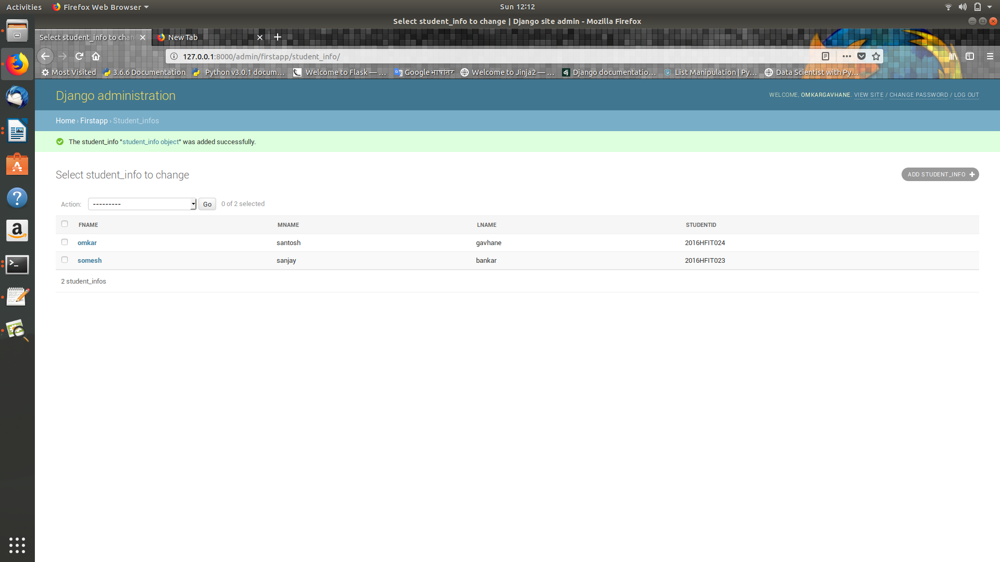 Activities Firefox Web Browser Sun 12:12
Select student_info to change | Django site admin - Mozilla Firefox
Select student_info to chan New Tab
127.0.0.1:8000/admin/firstapp/student_info/
Most Visited 3.6.6 Documentation Python v3.0.1 docum… Welcome to Flask — … Google भाषांतर Welcome to Jinja2 — … Django documentatio… List Manipulation | Py… Data Scientist with Py…
Django administration WELCOME, OMKARGAVHANE. VIEW SITE / CHANGE PASSWORD / LOG OUT
Home › Firstapp › Student_infos
The student_info "student_info object" was added successfully.
Select student_info to change ADD STUDENT_INFO +
Action: --------- Go 0 of 2 selected
FNAME MNAME LNAME STUDENTID
omkar santosh gavhane 2016HFIT024
somesh sanjay bankar 2016HFIT023
2 student_infos